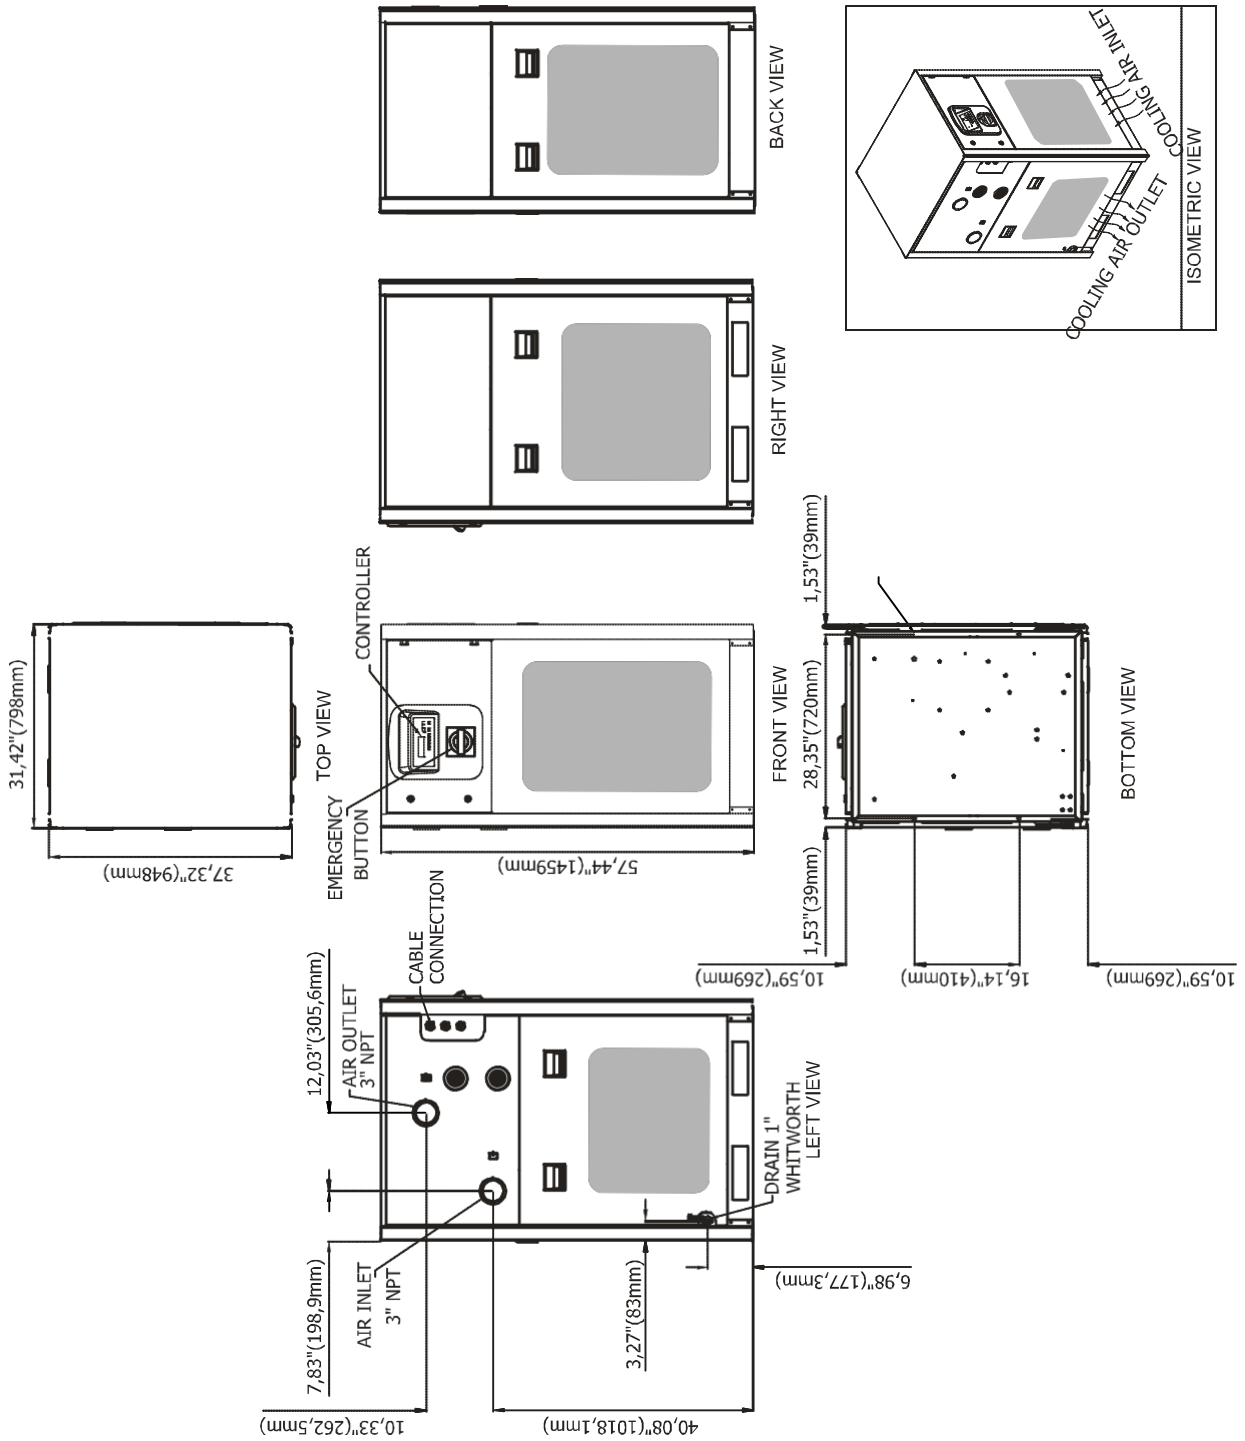 31,42"(798mm)
37,32"(948mm)
TOP VIEW
BACK VIEW
RIGHT VIEW
COOLING AIR INLET
COOLING AIR OUTLET
ISOMETRIC VIEW
CONTROLLER
EMERGENCY
BUTTON
FRONT VIEW
57,44"(1459mm)
1,53"(39mm)
28,35"(720mm)
1,53"(39mm)
BOTTOM VIEW
10,59"(269mm)
16,14"(410mm)
10,59"(269mm)
CABLE
CONNECTION
12,03"(305,6mm)
AIR OUTLET
3" NPT
7,83"(198,9mm)
AIR INLET
3" NPT
DRAIN 1"
WHITWORTH
LEFT VIEW
3,27"(83mm)
6,98"(177,3mm)
10,33"(262,5mm)
40,08"(1018,1mm)